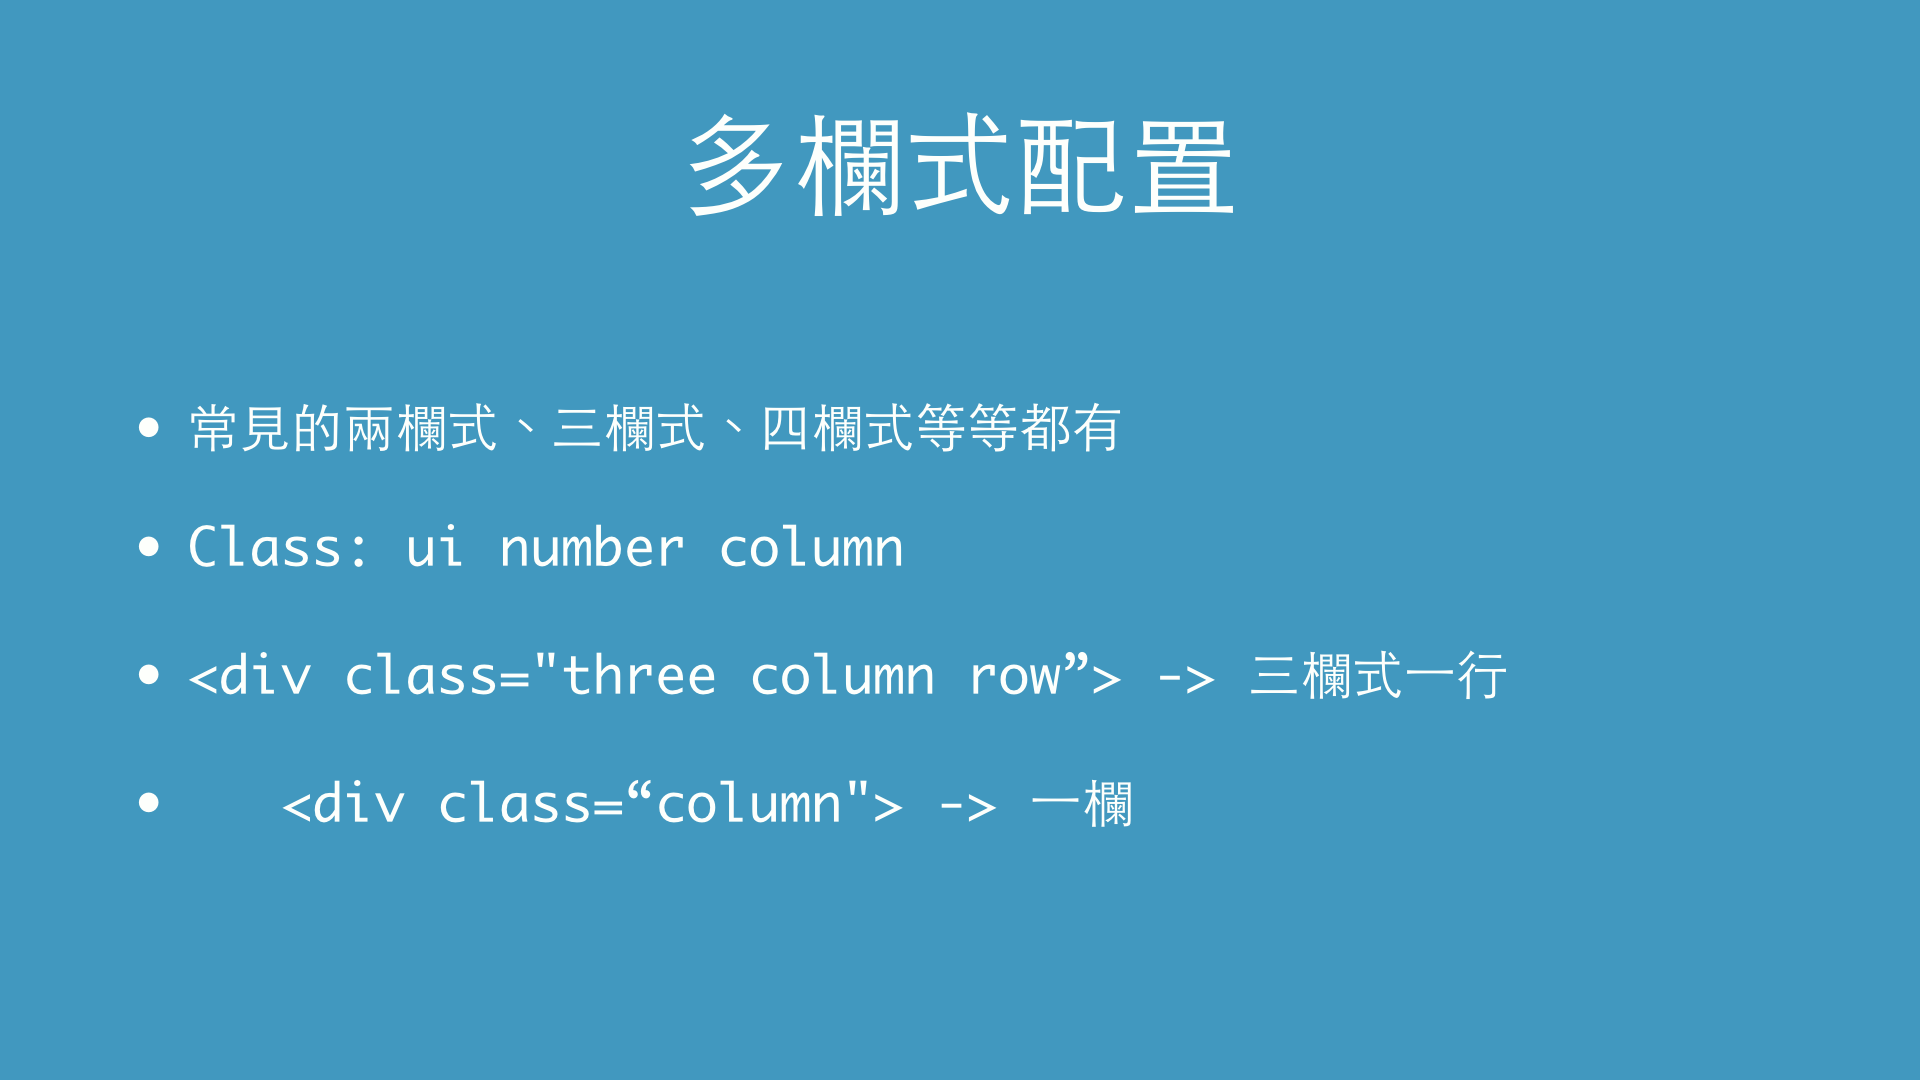 多欄式配置
• 常見的兩欄式、三欄式、四欄式等等都有
• Class: ui number column
• <div class="three column row”> -> 三欄式一行
•   <div class=“column"> -> 一欄